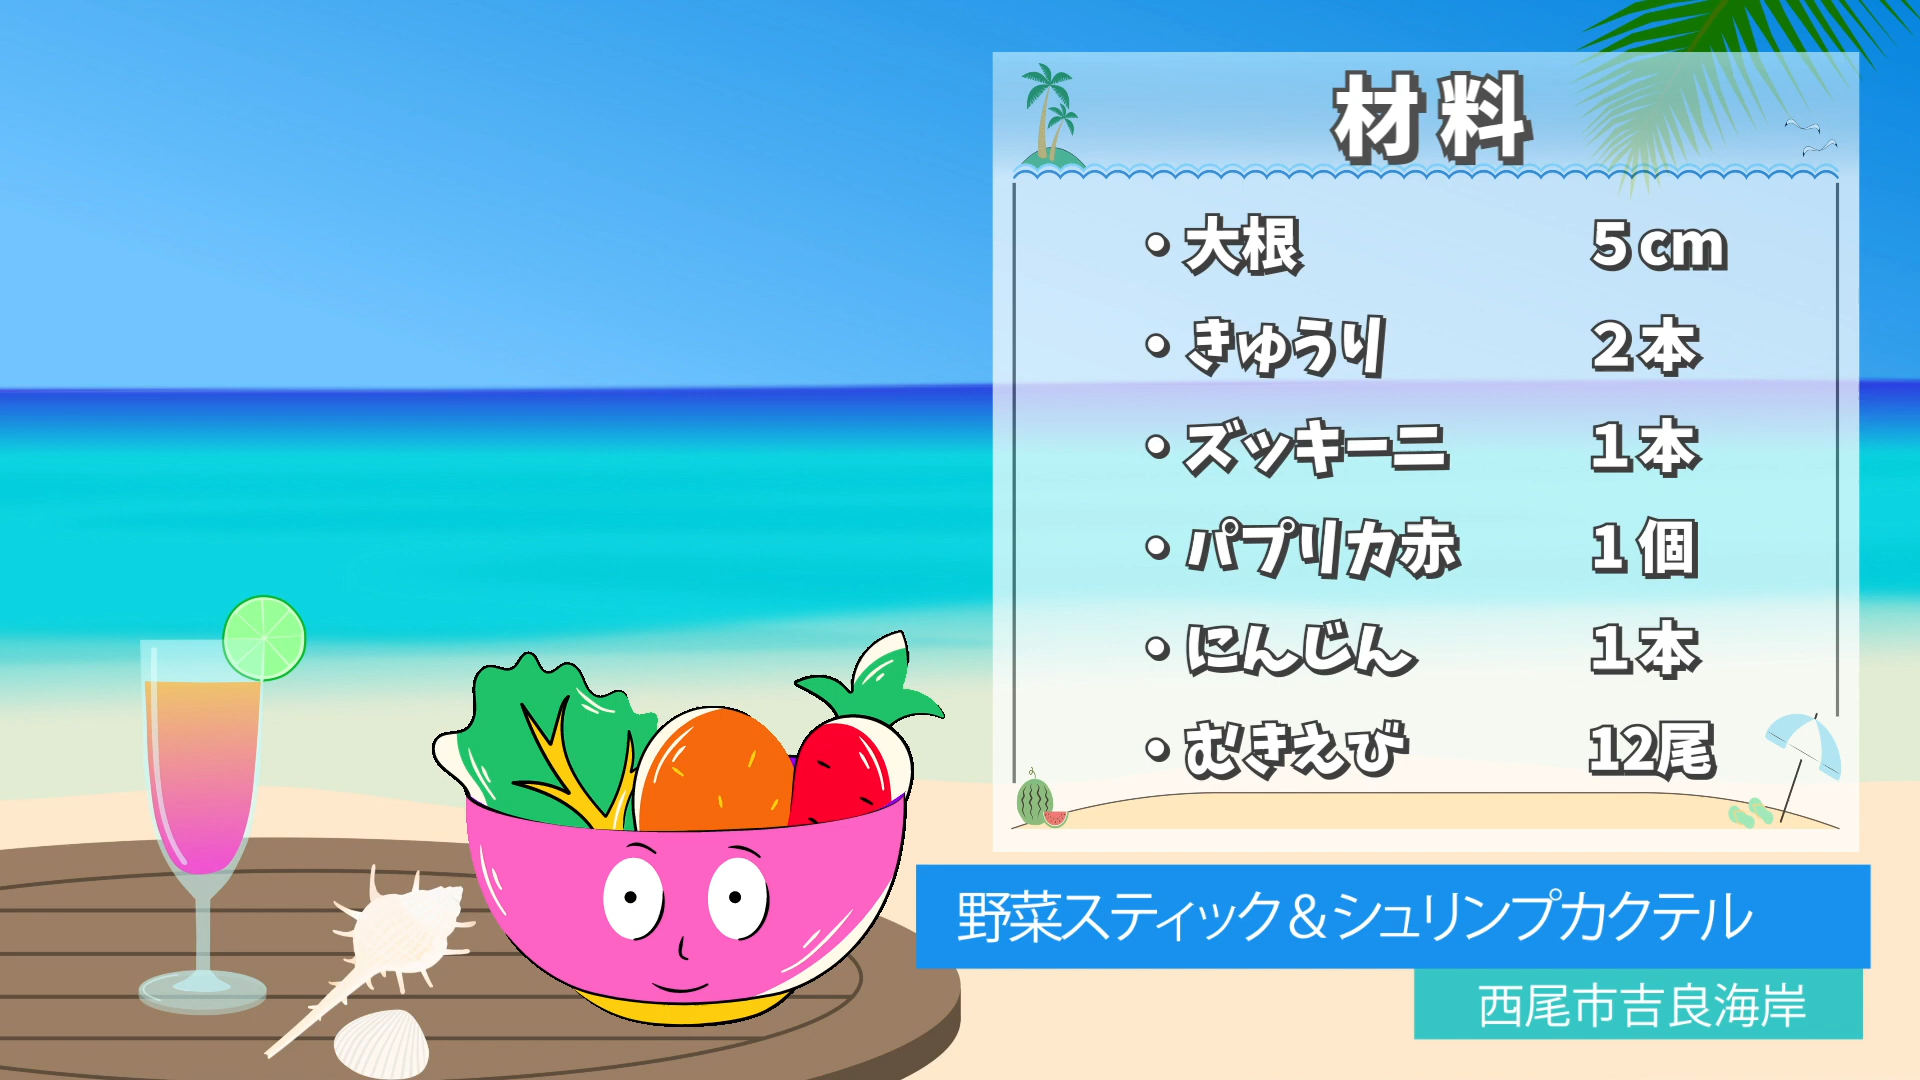 材料
・大根 5cm
・きゅうり 2本
・ズッキーニ 1本
・パプリカ赤 1個
・にんじん 1本
・むきえび 12尾
野菜スティック＆シュリンプカクテル
西尾市吉良海岸